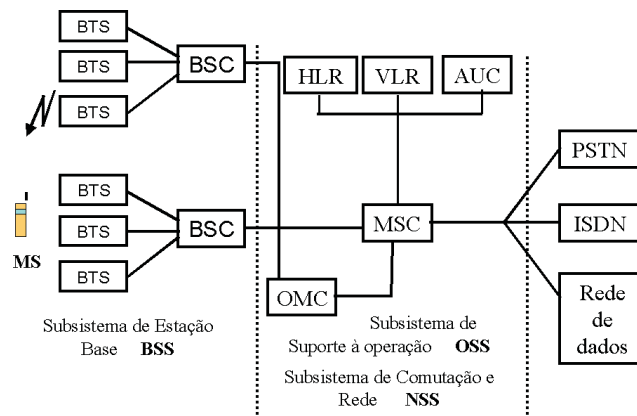 BTS
BTS
BTS
BSC
HLR
VLR
AUC
PSTN
BTS
BTS
BTS
BSC
MSC
ISDN
MS
OMC
Rede
de
dados
Subsistema de Estação
Base BSS
Subsistema de
Suporte à operação OSS
Subsistema de Comutação e
Rede NSS